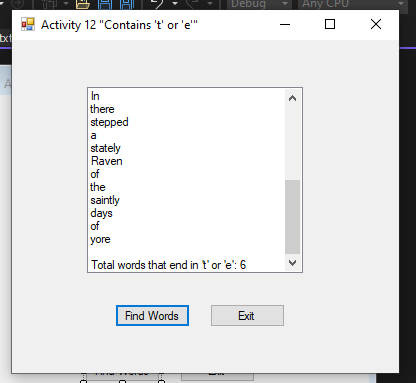 Debug
Any CPU
Activity 12 "Contains 't' or 'e'"
In
there
stepped
a
stately
Raven
of
the
saintly
days
of
yore
Total words that end in 't' or 'e': 6
Find Words
Exit